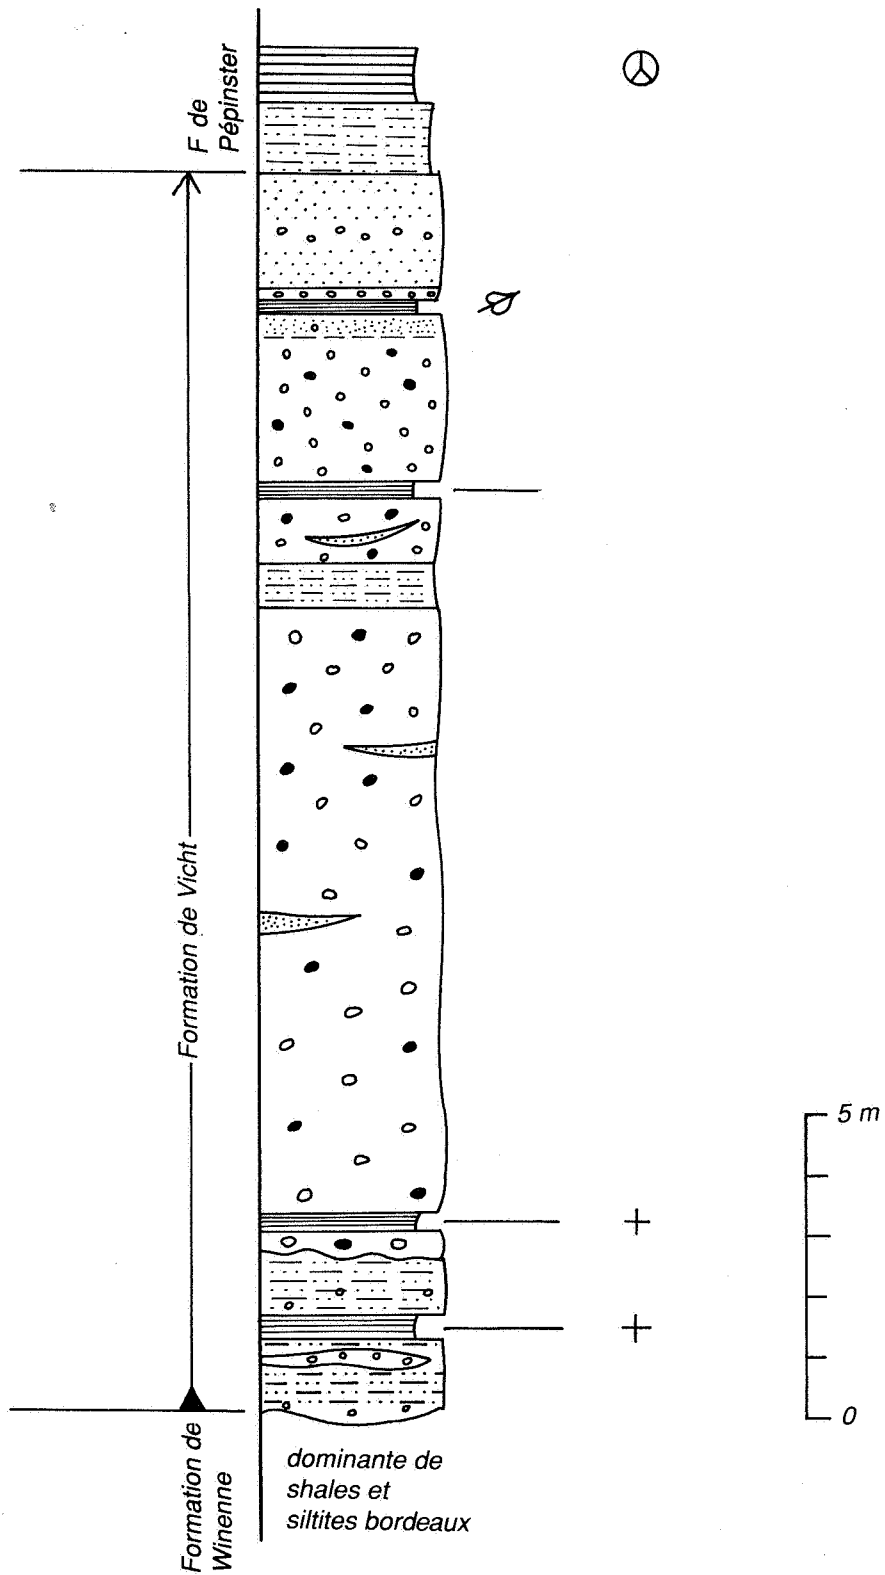 F de
Pépinster
Formation de Vicht
5 m
0
Formation de
Winenne
dominante de
shales et
siltites bordeaux